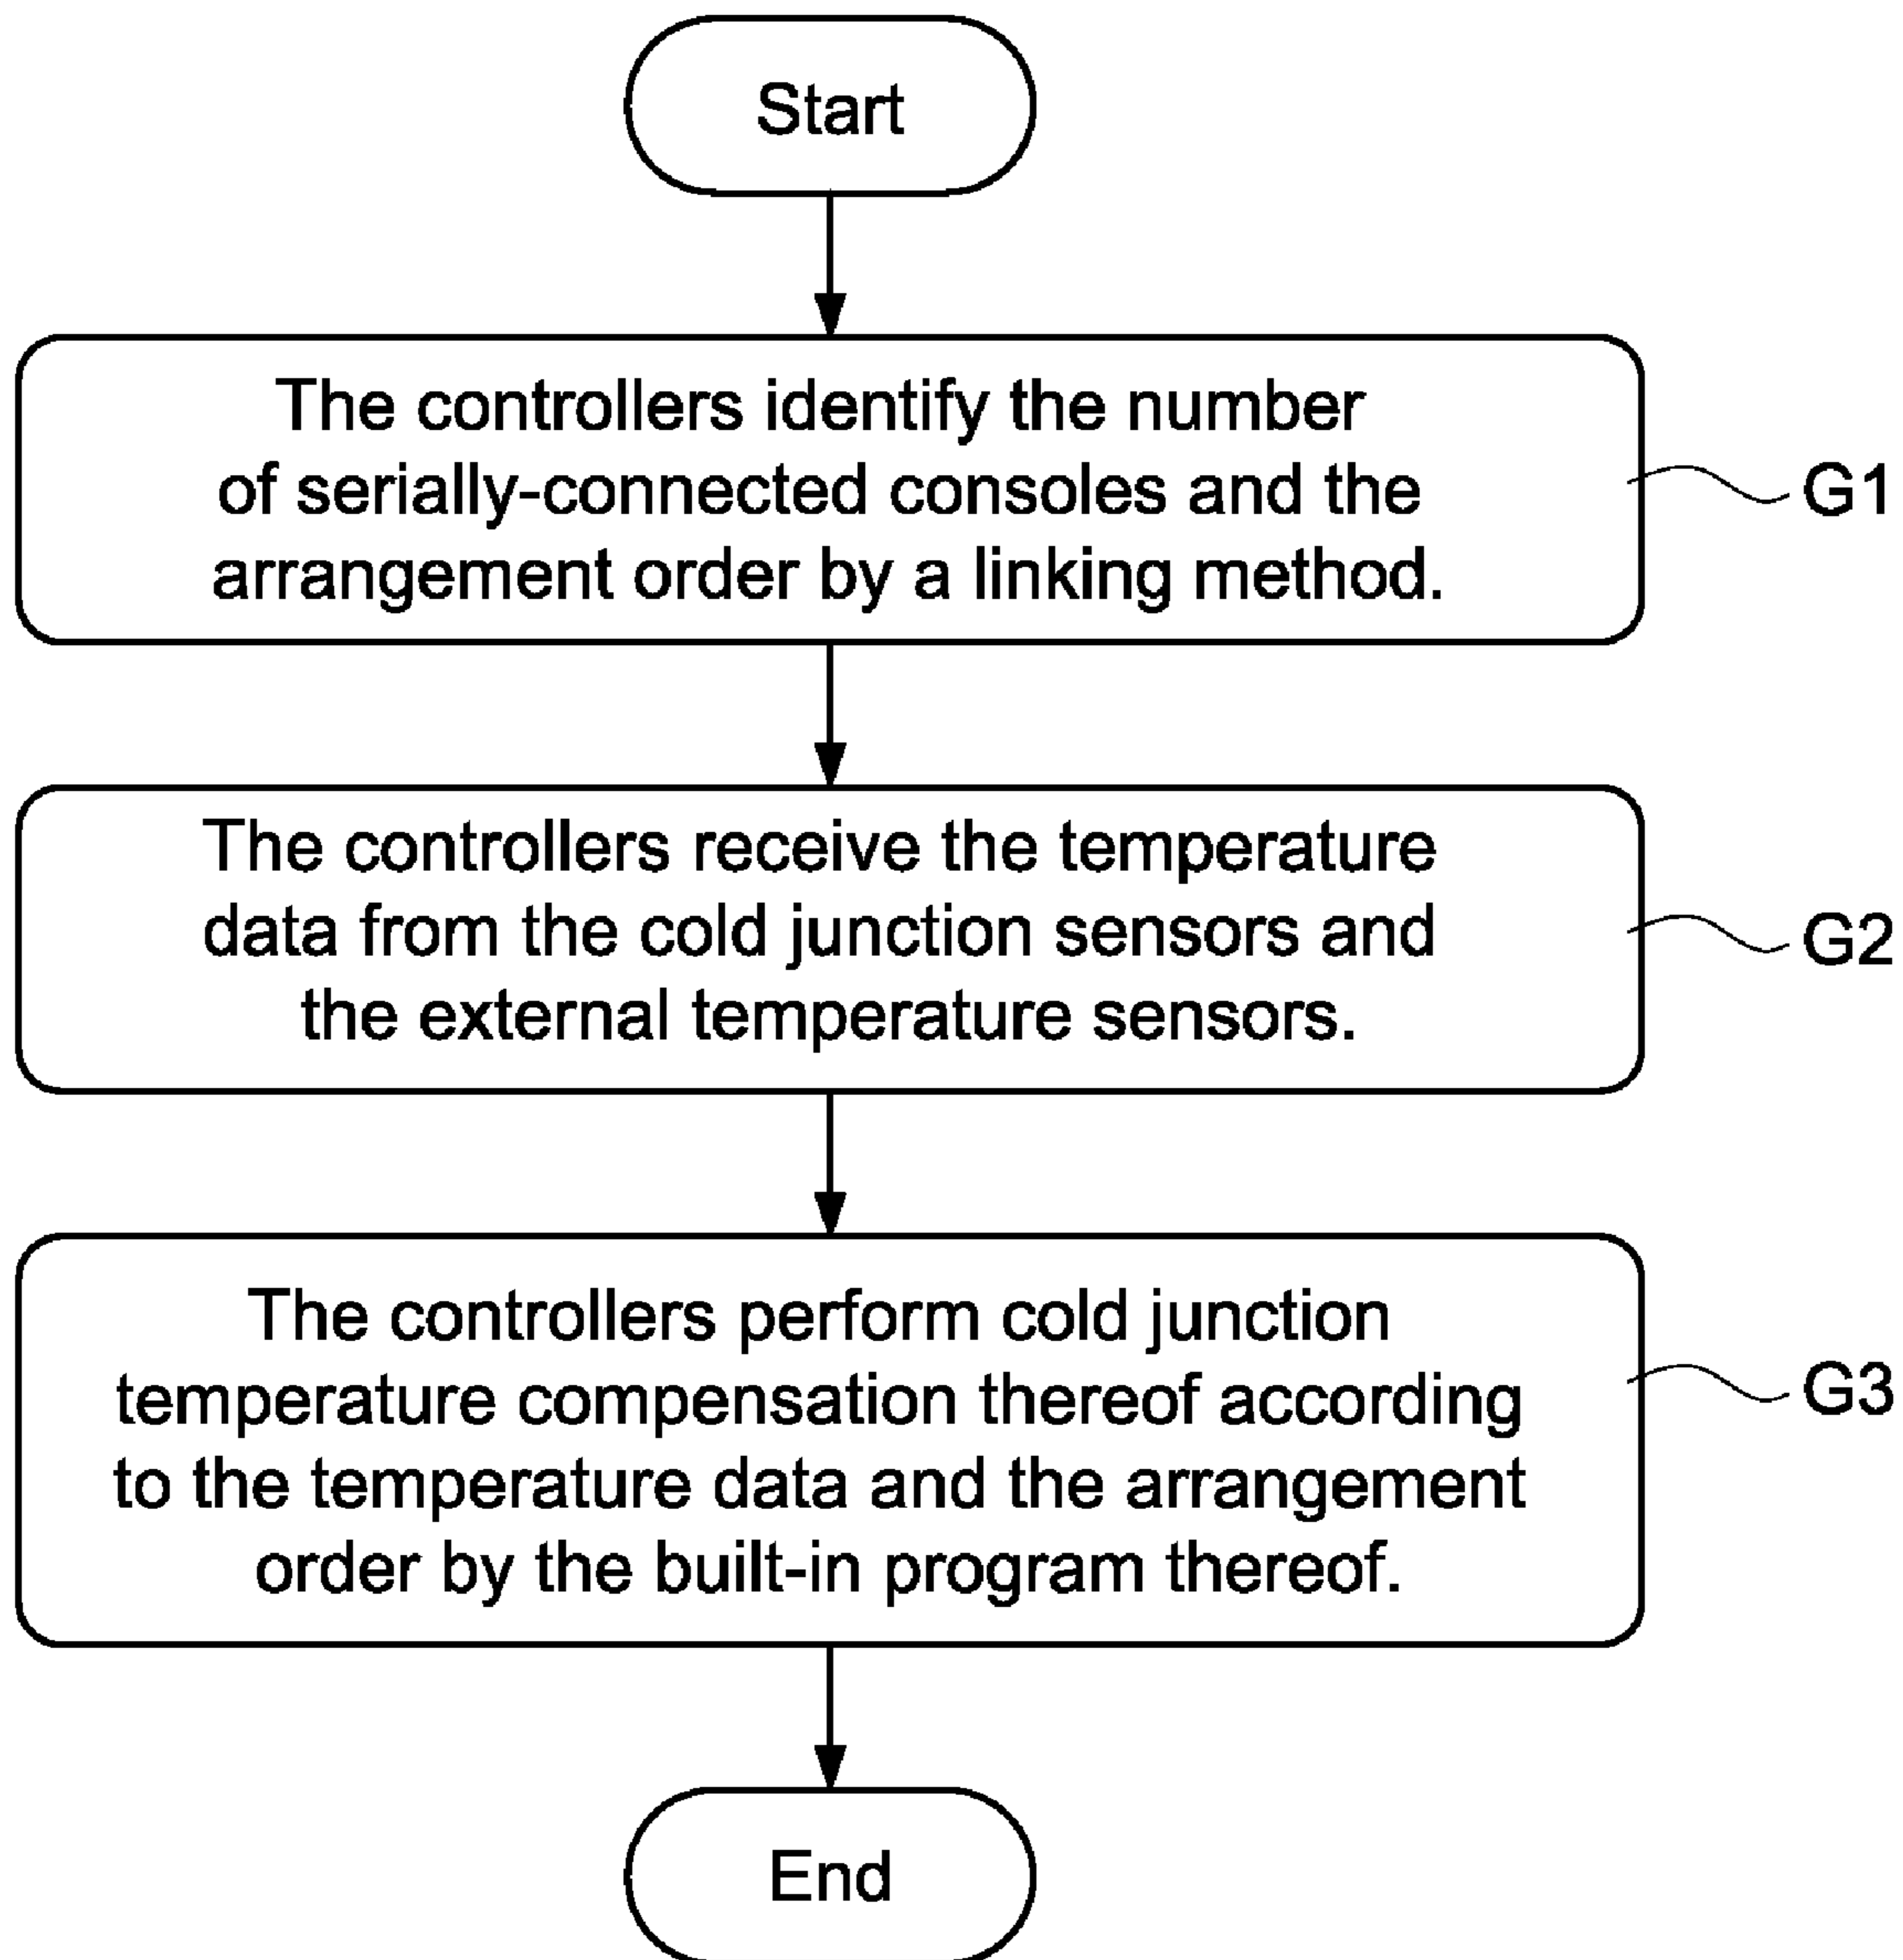 Start
The controllers identify the number
of serially-connected consoles and the
arrangement order by a linking method.
G1
The controllers receive the temperature
data from the cold junction sensors and
the external temperature sensors.
G2
The controllers perform cold junction
temperature compensation thereof according
to the temperature data and the arrangement
order by the built-in program thereof.
G3
End